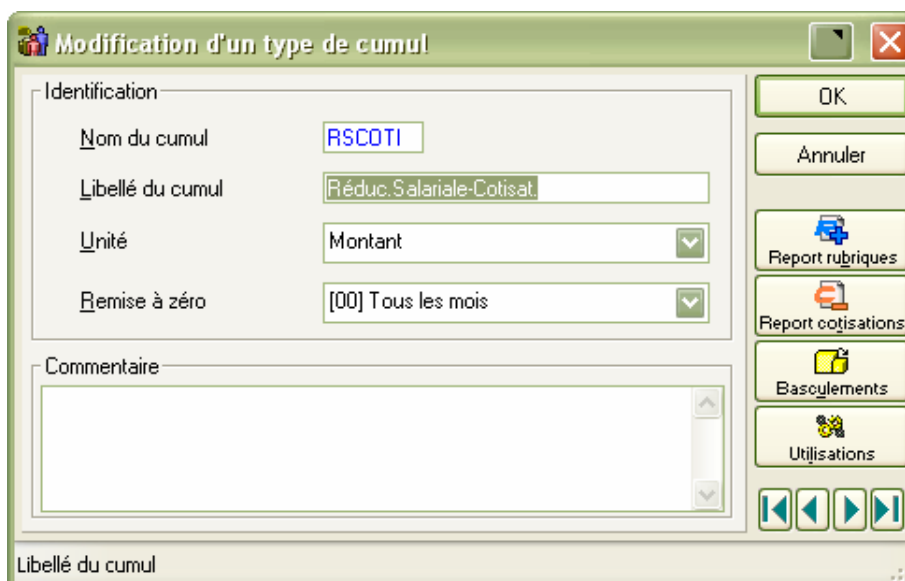 Modification d'un type de cumul
Identification
Nom du cumul RSCOTI
Libellé du cumul Réduc.Salariale-Cotisat.
Unité Montant
Remise à zéro [00] Tous les mois
Commentaire
OK
Annuler
Report rubriques
Report cotisations
Basculements
Utilisations
Libellé du cumul